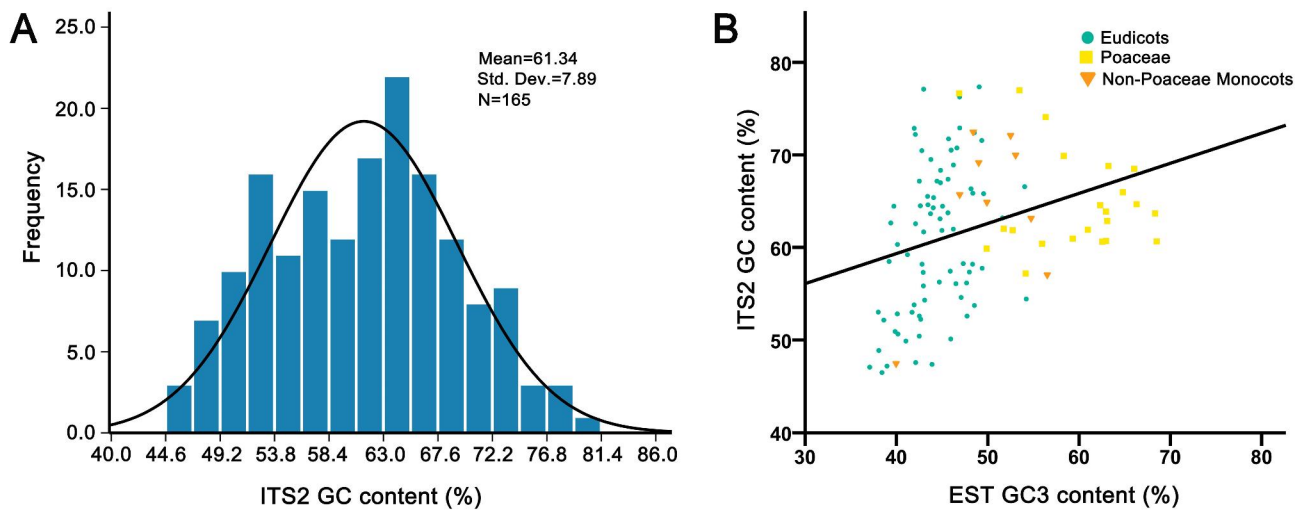 A
Frequency
25.0
20.0
15.0
10.0
5.0
0.0
Mean=61.34
Std. Dev.=7.89
N=165
40.0 44.6 49.2 53.8 58.4 63.0 67.6 72.2 76.8 81.4 86.0
ITS2 GC content (%)
B
ITS2 GC content (%)
80
70
60
50
40
Eudicots
Poaceae
Non-Poaceae Monocots
30 40 50 60 70 80
EST GC3 content (%)